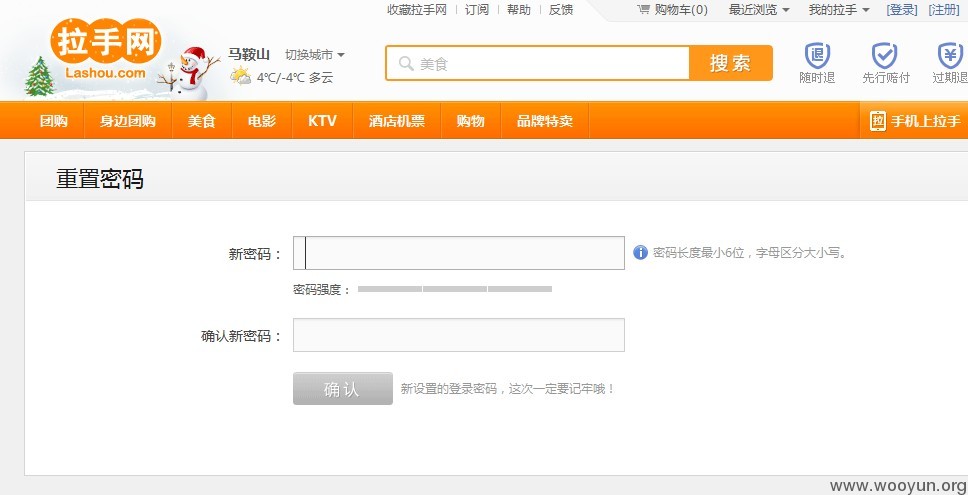 收藏拉手网 订阅 帮助 反馈 购物车(0) 最近浏览 我的拉手 [登录] [注册]
拉手网
Lashou.com
马鞍山 切换城市
4℃/-4℃ 多云
美食 搜索
随时退 先行赔付 过期退
团购 身边团购 美食 电影 KTV 酒店机票 购物 品牌特卖 手机上拉手
重置密码
新密码： 密码长度最小6位，字母区分大小写。
密码强度：
确认新密码：
确认 新设置的登录密码，这次一定要记牢哦！
www.wooyun.org